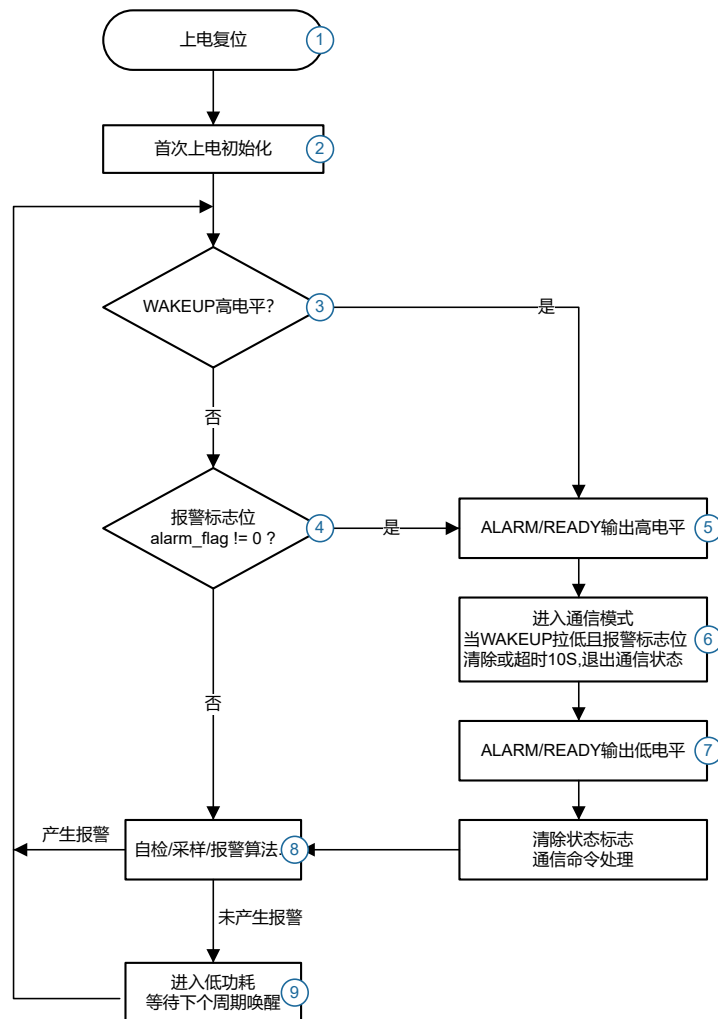 上电复位
1
首次上电初始化
2
WAKEUP高电平?
3
是
否
报警标志位
alarm_flag != 0 ?
4
是
ALARM/READY输出高电平
5
进入通信模式
当WAKEUP拉低且报警标志位
清除或超时10S,退出通信状态
6
否
ALARM/READY输出低电平
7
产生报警
自检/采样/报警算法.
8
清除状态标志
通信命令处理
未产生报警
进入低功耗
等待下个周期唤醒
9